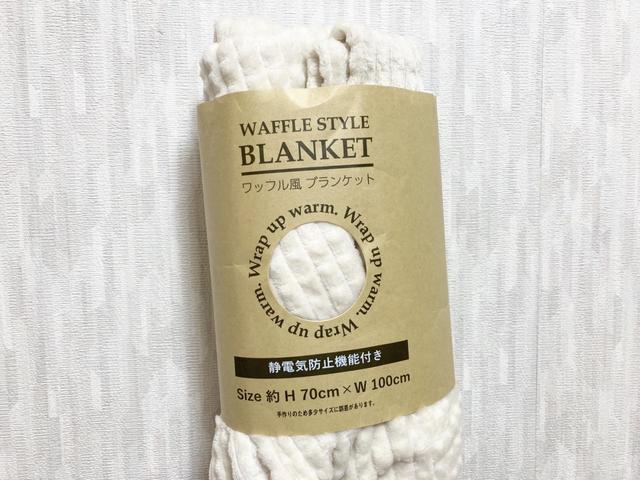 WAFFLE STYLE
BLANKET
ワッフル風 ブランケット
Wrap up warm. Wrap up warm. Wrap up warm.
静電気防止機能付き
Size 約 H 70cm×W 100cm
手作りのため多少サイズに誤差があります。